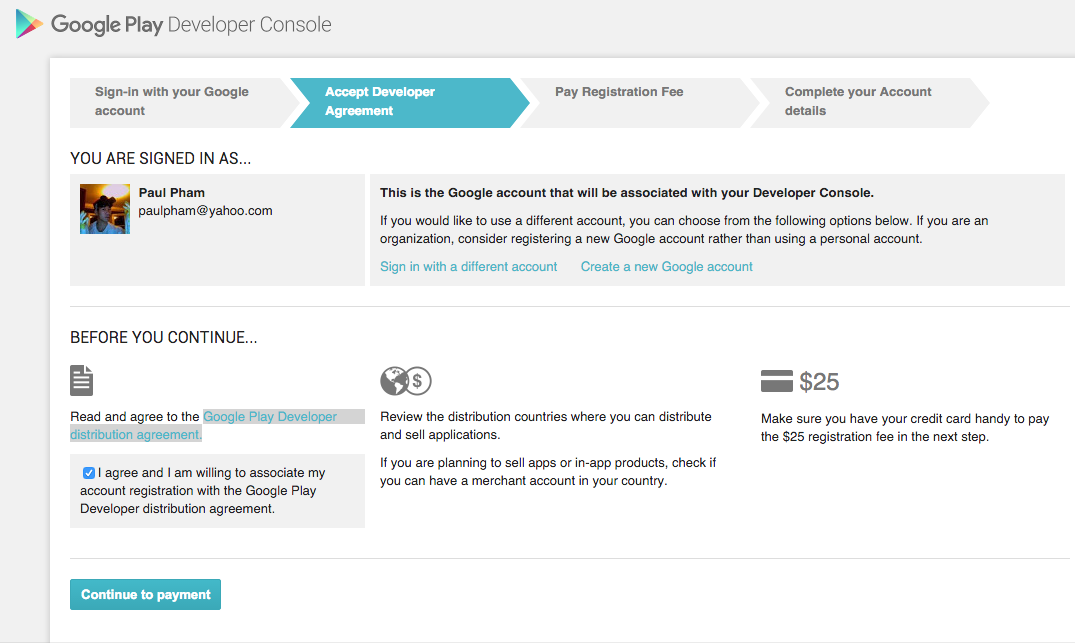 Google Play Developer Console
Sign-in with your Google
account
Accept Developer
Agreement
Pay Registration Fee
Complete your Account
details
YOU ARE SIGNED IN AS...
Paul Pham
paulpham@yahoo.com
This is the Google account that will be associated with your Developer Console.
If you would like to use a different account, you can choose from the following options below. If you are an
organization, consider registering a new Google account rather than using a personal account.
Sign in with a different account
Create a new Google account
BEFORE YOU CONTINUE...
Read and agree to the Google Play Developer
distribution agreement.
I agree and I am willing to associate my
account registration with the Google Play
Developer distribution agreement.
$
Review the distribution countries where you can distribute
and sell applications.
If you are planning to sell apps or in-app products, check if
you can have a merchant account in your country.
$25
Make sure you have your credit card handy to pay
the $25 registration fee in the next step.
Continue to payment